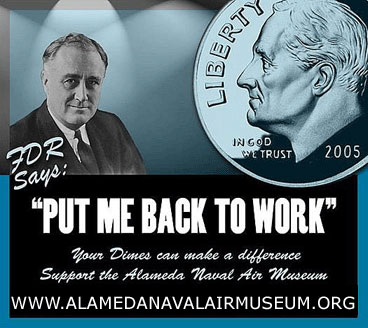 LIBERTY
IN GOD
WE TRUST
2005
FDR
Says:
"PUT ME BACK TO WORK"
Your Dimes can make a difference
Support the Alameda Naval Air Museum
WWW.ALAMEDANAVALAIRMUSEUM.ORG